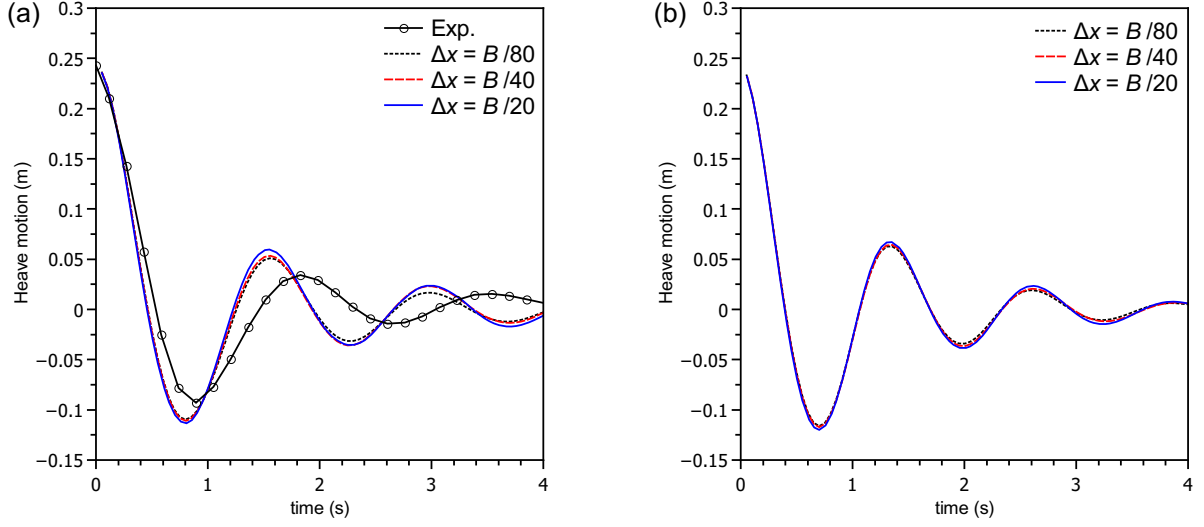 (a)
Exp.
Δx = B /80
Δx = B /40
Δx = B /20
0.3
0.25
0.2
0.15
0.1
0.05
0
−0.05
−0.1
−0.15
Heave motion (m)
0 1 2 3 4
time (s)
(b)
Δx = B /80
Δx = B /40
Δx = B /20
0.3
0.25
0.2
0.15
0.1
0.05
0
−0.05
−0.1
−0.15
Heave motion (m)
0 1 2 3 4
time (s)